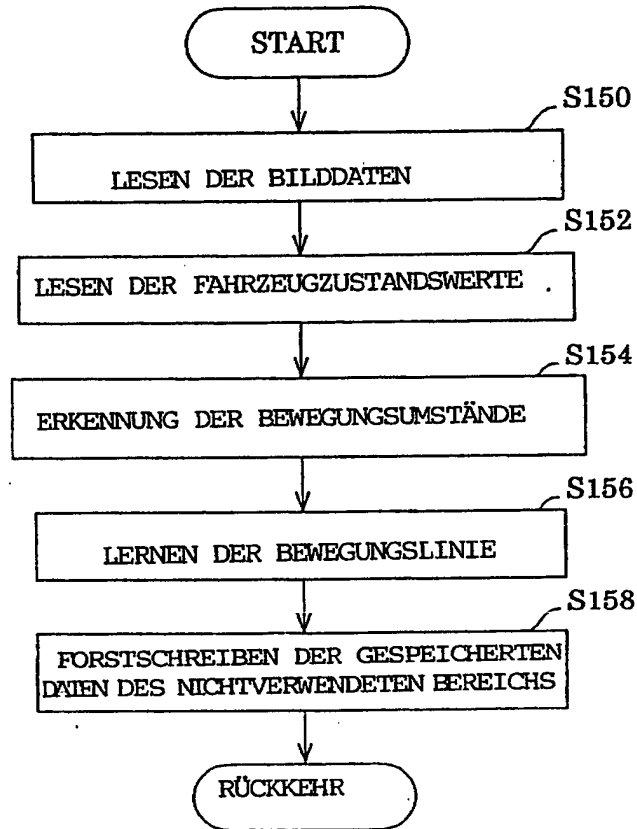 START
S150
LESEN DER BILDDATEN
S152
LESEN DER FAHRZEUGZUSTANDSWERTE
S154
ERKENNUNG DER BEWEGUNGSUMSTÄNDE
S156
LERNEN DER BEWEGUNGSLINIE
S158
FORSTSCHREIBEN DER GESPEICHERTEN
DATEN DES NICHTVERWENDETEN BEREICHS
RÜCKKEHR